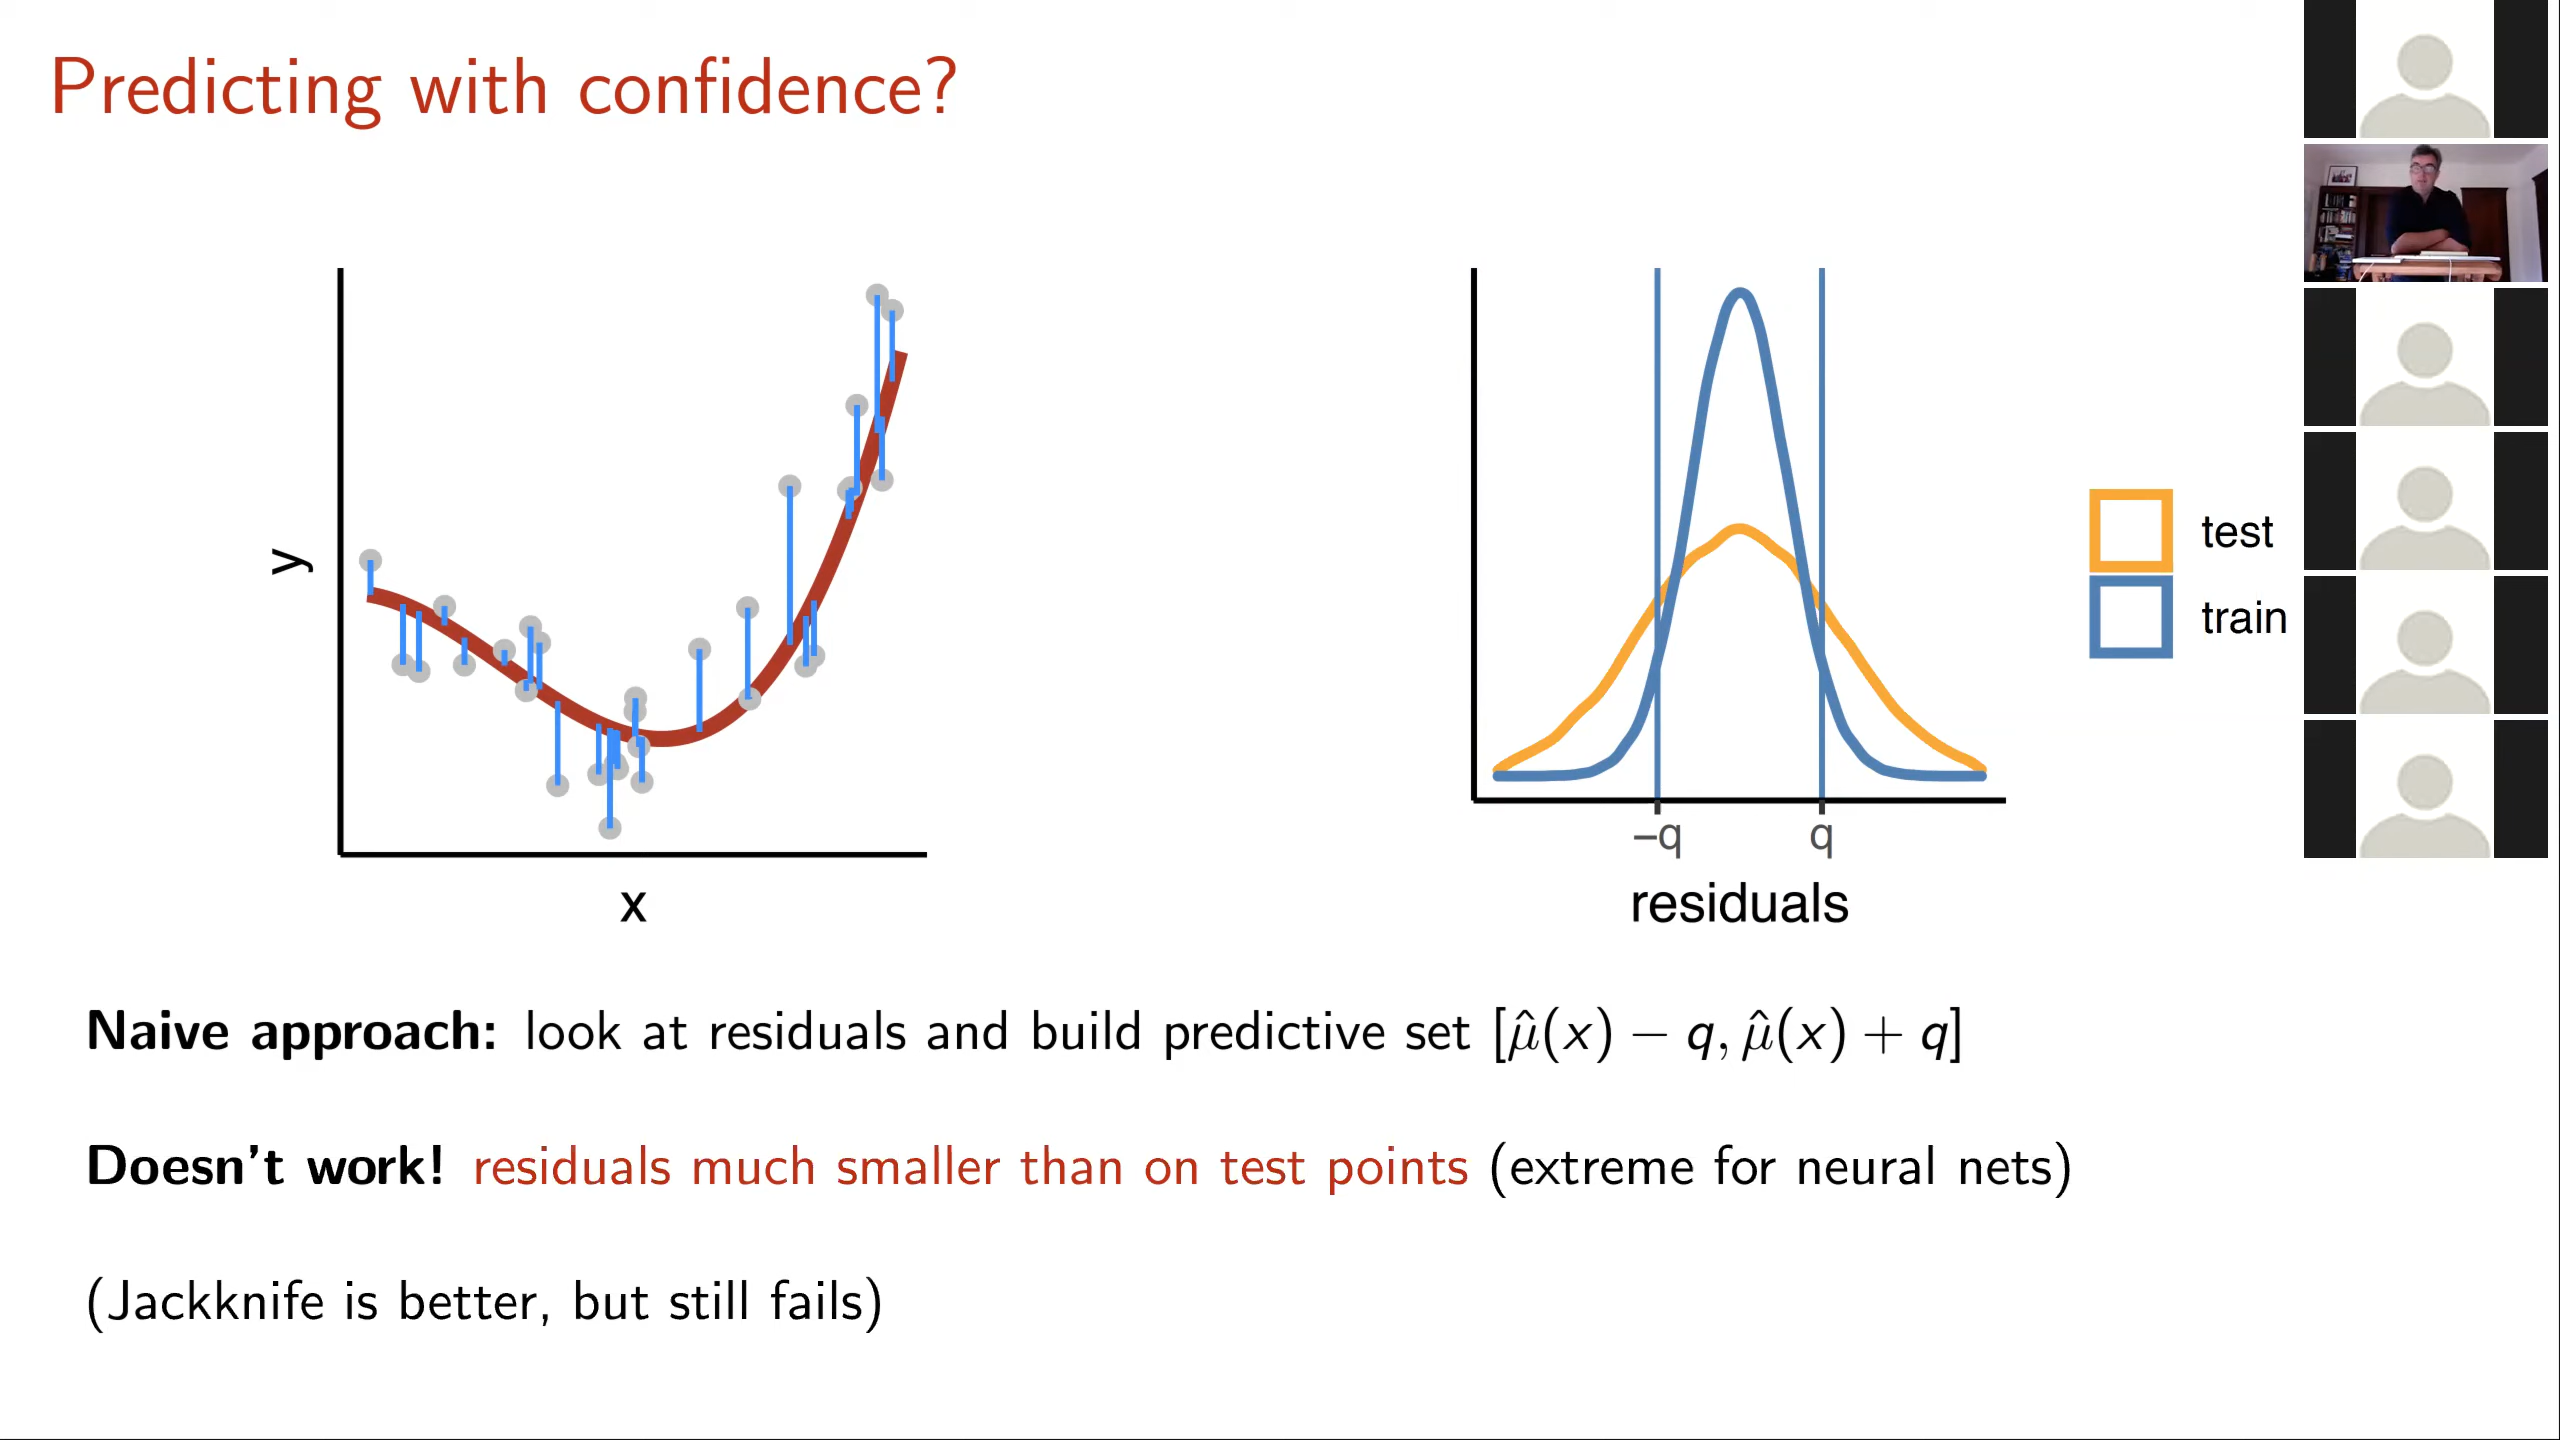 Predicting with confidence?
y
x
test
train
–q
q
residuals
Naive approach: look at residuals and build predictive set [μ̂(x) − q, μ̂(x) + q]
Doesn't work! residuals much smaller than on test points (extreme for neural nets)
(Jackknife is better, but still fails)